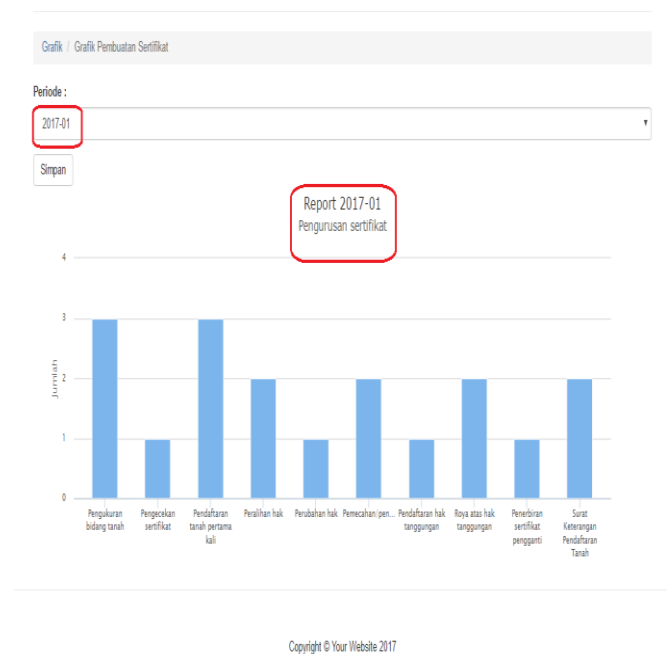 Grafik / Grafik Pembuatan Sertifikat
Periode :
2017-01
Simpan
Report 2017-01
Pengurusan sertifikat
Jumlah
4
3
2
1
0
Pengukuran
bidang tanah
Pengecekan
sertifikat
Pendaftaran
tanah pertama
kali
Peralihan hak
Perubahan hak
Pemecahan/pen...
Pendaftaran hak
tanggungan
Roya atas hak
tanggungan
Penerbiran
sertifikat
pengganti
Surat
Keterangan
Pendaftaran
Tanah
Copyright © Your Website 2017